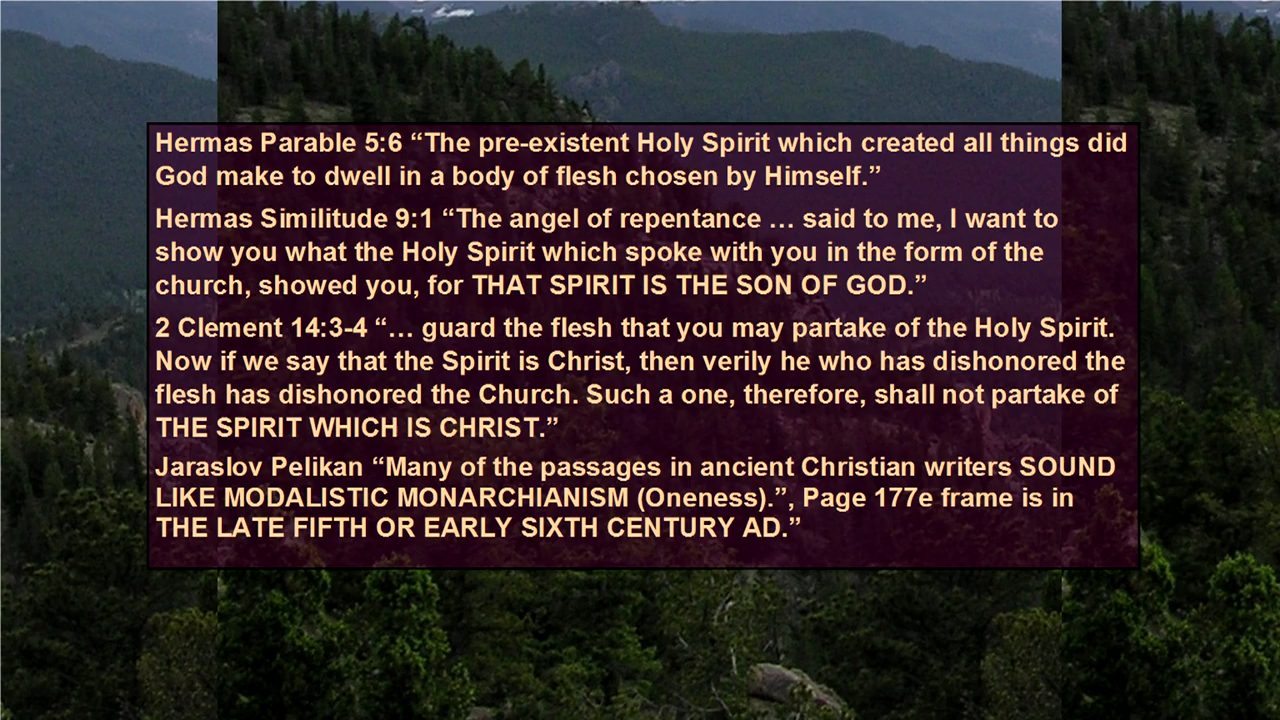 Hermas Parable 5:6 “The pre-existent Holy Spirit which created all things did
God make to dwell in a body of flesh chosen by Himself.”
Hermas Similitude 9:1 “The angel of repentance … said to me, I want to
show you what the Holy Spirit which spoke with you in the form of the
church, showed you, for THAT SPIRIT IS THE SON OF GOD.”
2 Clement 14:3-4 “… guard the flesh that you may partake of the Holy Spirit.
Now if we say that the Spirit is Christ, then verily he who has dishonored the
flesh has dishonored the Church. Such a one, therefore, shall not partake of
THE SPIRIT WHICH IS CHRIST.”
Jaraslov Pelikan “Many of the passages in ancient Christian writers SOUND
LIKE MODALISTIC MONARCHIANISM (Oneness).”, Page 177e frame is in
THE LATE FIFTH OR EARLY SIXTH CENTURY AD.”